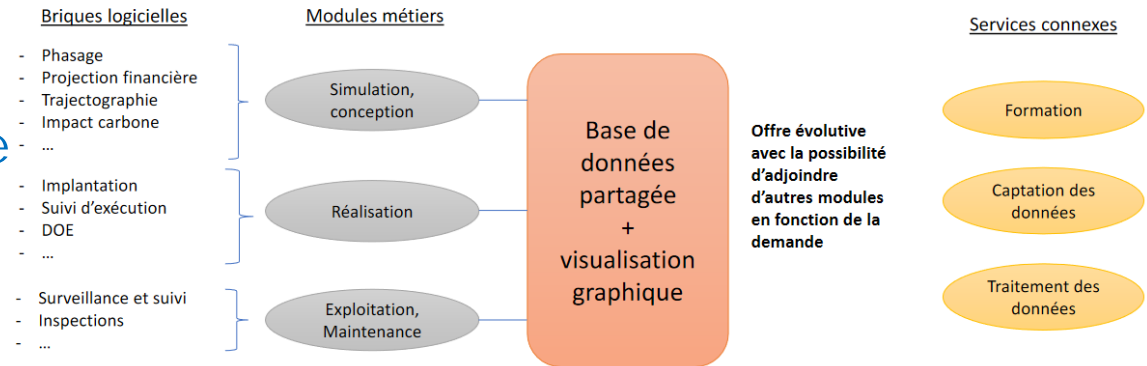 Briques logicielles
- Phasage
- Projection financière
- Trajectographie
- Impact carbone
- ...
e
- Implantation
- Suivi d'exécution
- DOE
- ...
- Surveillance et suivi
- Inspections
- ...
Modules métiers
Simulation,
conception
Réalisation
Exploitation,
Maintenance
Base de
données
partagée
+
visualisation
graphique
Offre évolutive
avec la possibilité
d'adjoindre
d'autres modules
en fonction de la
demande
Services connexes
Formation
Captation des
données
Traitement des
données